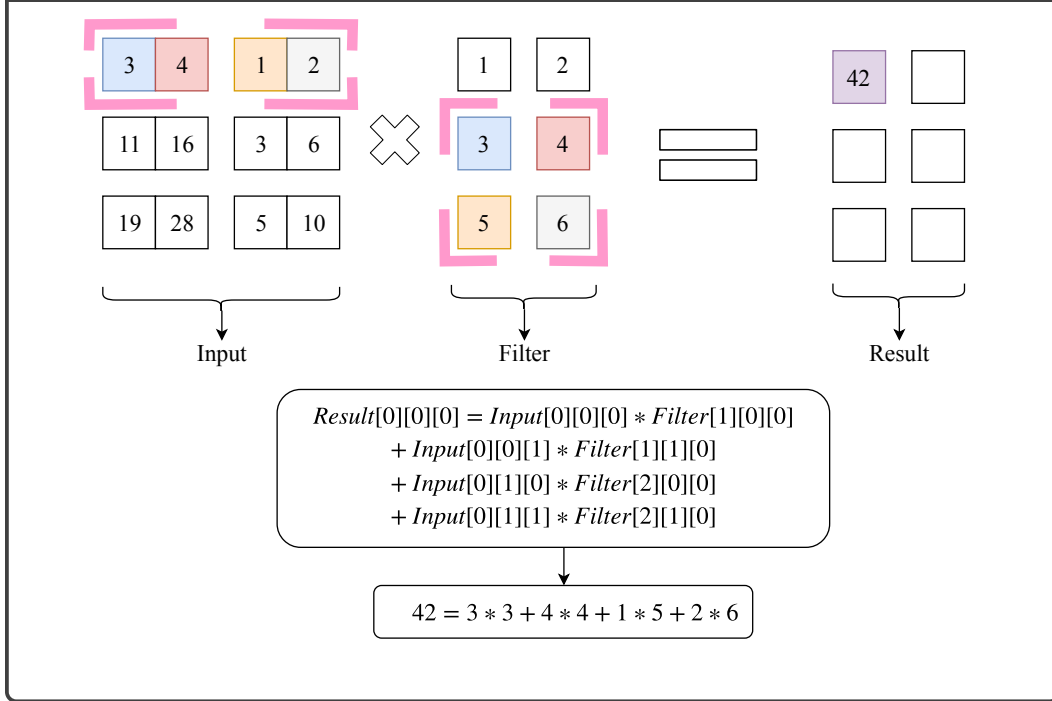 3 4 1 2 1 2 42
11 16 3 6 3 4
19 28 5 10 5 6
Input Filter Result
Result[0][0][0] = Input[0][0][0] * Filter[1][0][0]
+ Input[0][0][1] * Filter[1][1][0]
+ Input[0][1][0] * Filter[2][0][0]
+ Input[0][1][1] * Filter[2][1][0]
42 = 3 * 3 + 4 * 4 + 1 * 5 + 2 * 6